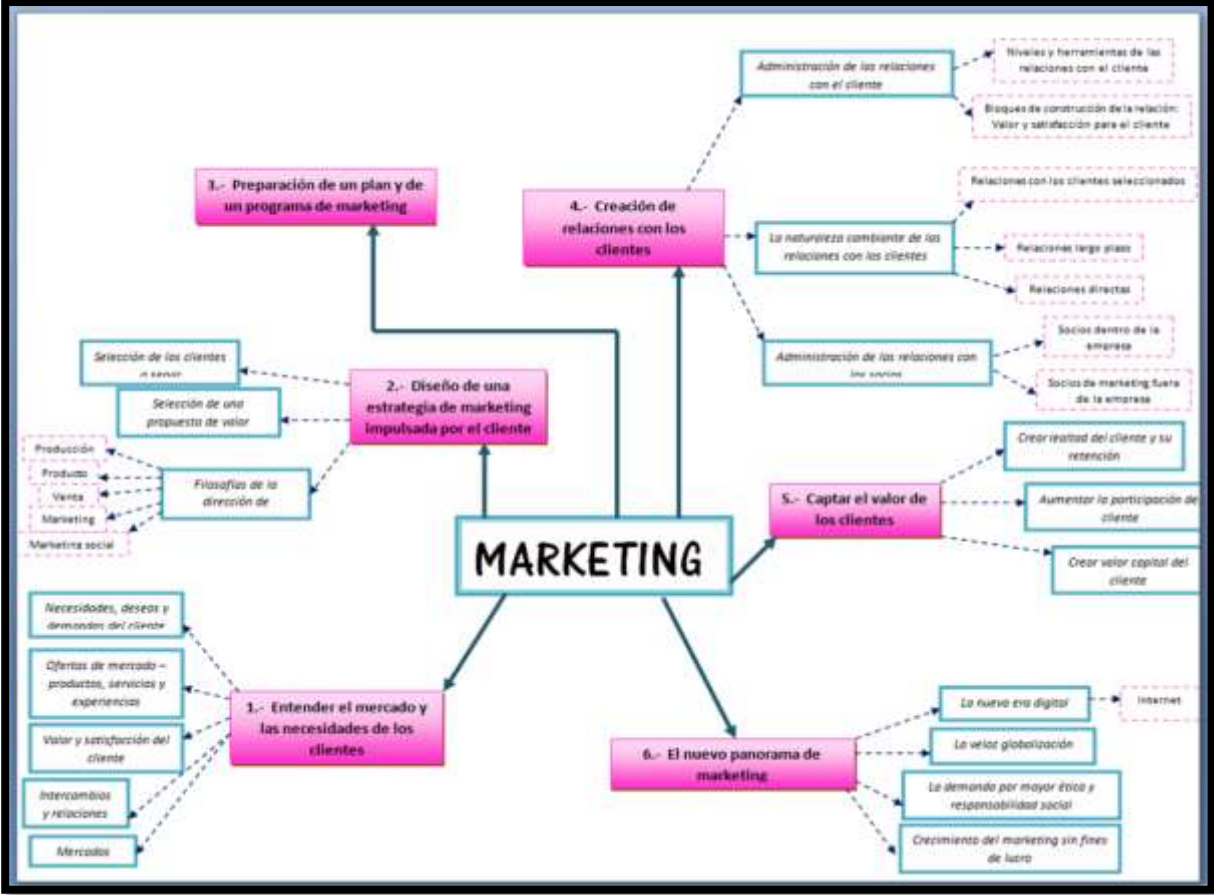 MARKETING
1.- Entender el mercado y
las necesidades de los
clientes
Necesidades, deseos y
demandas del cliente
Ofertas de mercado –
productos, servicios y
experiencias
Valor y satisfacción del
cliente
Intercambios
y relaciones
Mercados
2.- Diseño de una
estrategia de marketing
impulsada por el cliente
Selección de los clientes
a servir
Selección de una
propuesta de valor
Filosofías de la
dirección de
Producción
Producto
Venta
Marketing
Marketing social
3.- Preparación de un plan y de
un programa de marketing
4.- Creación de
relaciones con los
clientes
Administración de las relaciones
con el cliente
Niveles y herramientas de las
relaciones con el cliente
Bloques de construcción de la relación:
Valor y satisfacción para el cliente
La naturaleza cambiante de las
relaciones con los clientes
Relaciones con los clientes seleccionados
Relaciones largo plazo
Relaciones directas
Administración de las relaciones con
los socios
Socios dentro de la
empresa
Socios de marketing fuera
de la empresa
5.- Captar el valor de
los clientes
Crear lealtad del cliente y su
retención
Aumentar la participación de
cliente
Crear valor capital del
cliente
6.- El nuevo panorama de
marketing
La nueva era digital
Internet
La veloz globalización
La demanda por mayor ética y
responsabilidad social
Crecimiento del marketing sin fines
de lucro